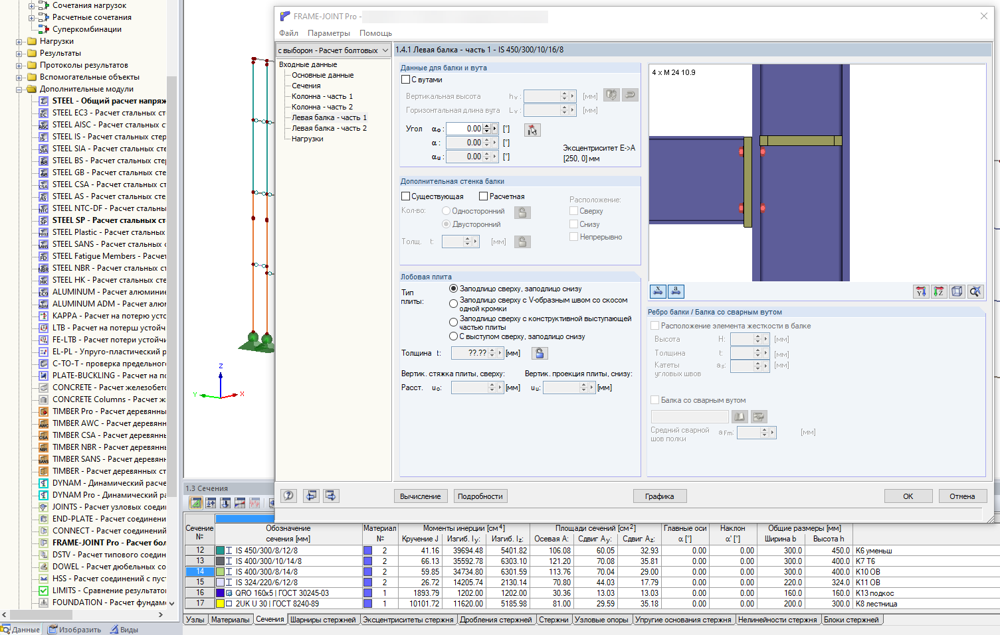 Сочетания нагрузок
Расчетные сочетания
Суперкомбинации
Нагрузки
Результаты
Протоколы результатов
Вспомогательные объекты
Дополнительные модули
STEEL - Общий расчет напряж
STEEL EC3 - Расчет стальных ст
STEEL AISC - Расчет стальных с
STEEL IS - Расчет стальных стер
STEEL SIA - Расчет стальных сте
STEEL BS - Расчет стальных стер
STEEL GB - Расчет стальных сте
STEEL CSA - Расчет стальных ст
STEEL AS - Расчет стальных сте
STEEL NTC-DF - Расчет стальны
STEEL SP - Расчет стальных ст
STEEL Plastic - Расчет стальных
STEEL SANS - Расчет стальных с
STEEL Fatigue Members - Расчет
STEEL NBR - Расчет стальных ст
STEEL HK - Расчет стальных сте
ALUMINUM - Расчет алюминие
ALUMINUM ADM - Расчет алюм
KAPPA - Расчет на потерю усто
LTB - Расчет на потерш устойч
FE-LTB - Расчет потери устойчи
EL-PL - Упруго-пластический р
C-TO-T - проверка предельного
PLATE-BUCKLING - Расчет на по
CONCRETE - Расчет железобето
CONCRETE Columns - Расчет ж
TIMBER Pro - Расчет деревянны
TIMBER AWC - Расчет деревянн
TIMBER CSA - Расчет деревянны
TIMBER NBR - Расчет деревянн
TIMBER SANS - Расчет деревян
TIMBER - Расчет деревянных ст
DYNAM - Динамический расче
DYNAM Pro - Динамический ра
JOINTS - Расчет узловых соеди
END-PLATE - Расчет соединени
CONNECT - Расчет соединений
FRAME-JOINT Pro - Расчет бол
DSTV - Расчет типового соедин
DOWEL - Расчет дюбельных со
HSS - Расчет соединений с пуст
LIMITS - Сравнение результато
FOUNDATION - Расчет фундам
Данные Изобразить Виды
Z
Y X
FRAME-JOINT Pro -
Файл Параметры Помощь
с выбором - Расчет болтовых
Входные данные
Основные данные
Сечения
Колонна - часть 1
Колонна - часть 2
Левая балка - часть 1
Левая балка - часть 2
Нагрузки
1.4.1 Левая балка - часть 1 - IS 450/300/10/16/8
Данные для балки и вута
С вутами
Вертикальная высота hv: [мм]
Горизонтальная длина вута Lv: [мм]
Угол αo: 0.00 [°]
α: 0.00 [°]
αu: 0.00 [°]
Эксцентриситет E->A
[250, 0] мм
Дополнительная стенка балки
Существующая Расчетная
Расположение:
Кол-во: Односторонний
Двусторонний
Сверху
Снизу
Непрерывно
Толщ. t: [мм]
Лобовая плита
Тип плиты:
Заподлицо сверху, заподлицо снизу
Заподлицо сверху с V-образным швом со скосом
одной кромки
Заподлицо сверху с конструктивной выступающей
частью плиты
С выступом сверху, заподлицо снизу
Толщина t: ??.?? [мм]
Вертик. стяжка плиты, сверху: Вертик. проекция плиты, снизу:
Расст. uo: [мм] uu: [мм]
4 x M 24 10.9
x a
Y Z
Ребро балки / Балка со сварным вутом
Расположение элемента жесткости в балке
Высота H: [мм]
Толщина t: [мм]
Катеты угловых швов as: [мм]
Балка со сварным вутом
Средний сварной шов полки aFm: [мм]
Вычисление Подробности Графика ОК Отмена
1.3 Сечения
Сечение № Обозначение сечения [мм] Материал № Моменты инерции [см4] Площади сечений [см2] Главные оси Наклон Общие размеры [мм]
Кручение J Изгиб. Iy: Изгиб. Iz: Осевая A: Сдвиг Ay: Сдвиг Az: α [°] α' [°] Ширина b Высота h
12 IS 450/300/8/12/8 2 41.16 39694.48 5401.82 106.08 60.05 32.93 0.00 0.00 300.0 450.0 К6 уменьш
13 IS 400/300/10/14/8 2 66.13 35592.78 6303.10 121.20 70.08 35.81 0.00 0.00 300.0 400.0 К7 Т6
14 IS 400/300/8/14/8 2 59.85 34734.80 6301.59 113.76 70.04 29.00 0.00 0.00 300.0 400.0 К10 ОВ
15 IS 324/220/6/12/8 2 26.72 14205.74 2130.14 70.80 44.03 17.79 0.00 0.00 220.0 324.0 К11 ОВ
16 QRO 160x5 | ГОСТ 30245-03 1 1893.79 1202.00 1202.00 30.36 13.03 13.03 0.00 0.00 160.0 160.0 К13 подкос
17 2UK U 30 | ГОСТ 8240-89 1 10101.72 11620.00 5185.98 81.00 29.59 35.18 0.00 0.00 200.0 300.0 К8 лестница
Узлы Материалы Сечения Шарниры стержней Эксцентриситеты стержня Дробления стержней Стержни Узловые опоры Упругие основания стержня Нелинейности стержня Блоки стержней